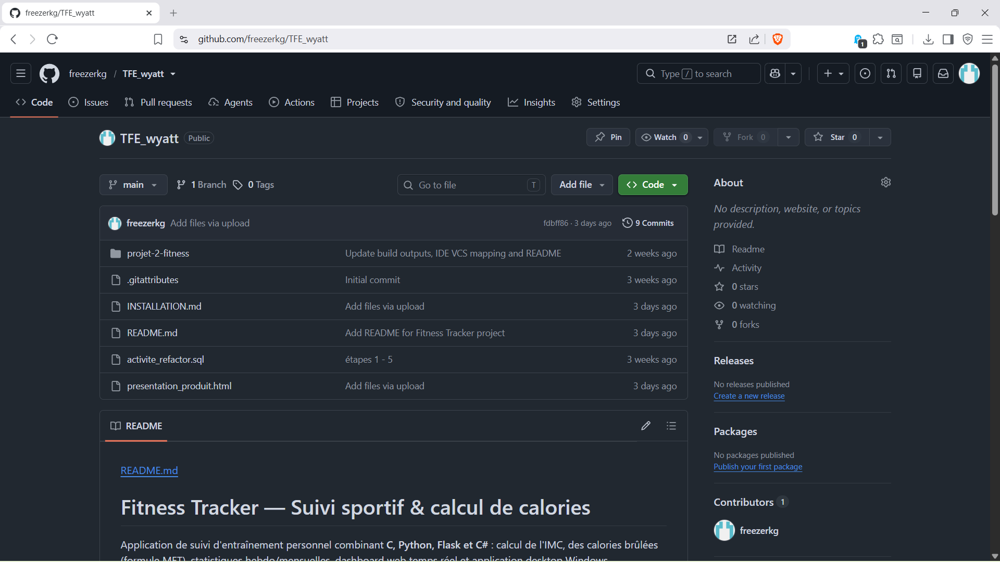 freezerkg/TFE_wyatt
github.com/freezerkg/TFE_wyatt
1
freezerkg / TFE_wyatt
Type / to search
Code Issues Pull requests Agents Actions Projects Security and quality Insights Settings
TFE_wyatt Public
Pin Watch 0 Fork 0 Star 0
main 1 Branch 0 Tags Go to file T Add file Code
freezerkg Add files via upload fdbff86 · 3 days ago 9 Commits
projet-2-fitness Update build outputs, IDE VCS mapping and README 2 weeks ago
.gitattributes Initial commit 3 weeks ago
INSTALLATION.md Add files via upload 3 days ago
README.md Add README for Fitness Tracker project 3 days ago
activite_refactor.sql étapes 1 - 5 3 weeks ago
presentation_produit.html Add files via upload 3 days ago
README
README.md
Fitness Tracker — Suivi sportif & calcul de calories
Application de suivi d'entraînement personnel combinant C, Python, Flask et C# : calcul de l'IMC, des calories brûlées
(formule MET), statistiques hebdo/mensuelles, dashboard web temps réel et application desktop Windows.
About
No description, website, or topics
provided.
Readme
Activity
0 stars
0 watching
0 forks
Releases
No releases published
Create a new release
Packages
No packages published
Publish your first package
Contributors 1
freezerkg